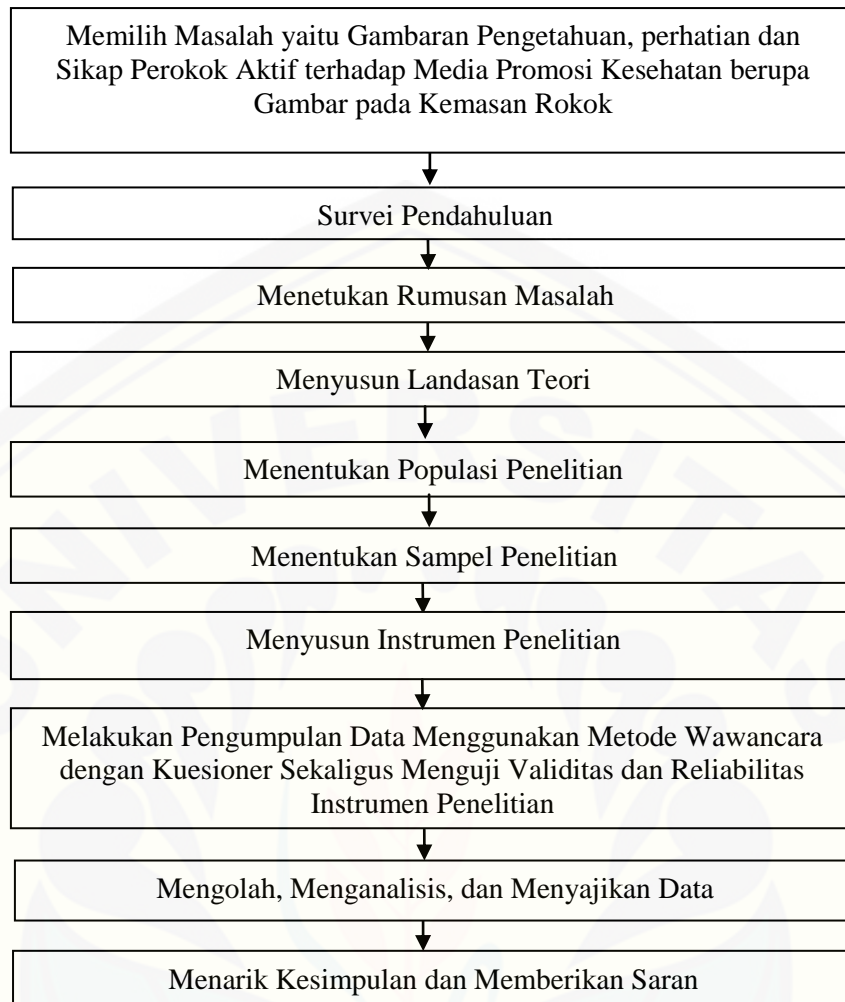 Memilih Masalah yaitu Gambaran Pengetahuan, perhatian dan
Sikap Perokok Aktif terhadap Media Promosi Kesehatan berupa
Gambar pada Kemasan Rokok
Survei Pendahuluan
Menetukan Rumusan Masalah
Menyusun Landasan Teori
Menentukan Populasi Penelitian
UNIVERSITAS
Menentukan Sampel Penelitian
Menyusun Instrumen Penelitian
Melakukan Pengumpulan Data Menggunakan Metode Wawancara
dengan Kuesioner Sekaligus Menguji Validitas dan Reliabilitas
Instrumen Penelitian
Mengolah, Menganalisis, dan Menyajikan Data
Menarik Kesimpulan dan Memberikan Saran